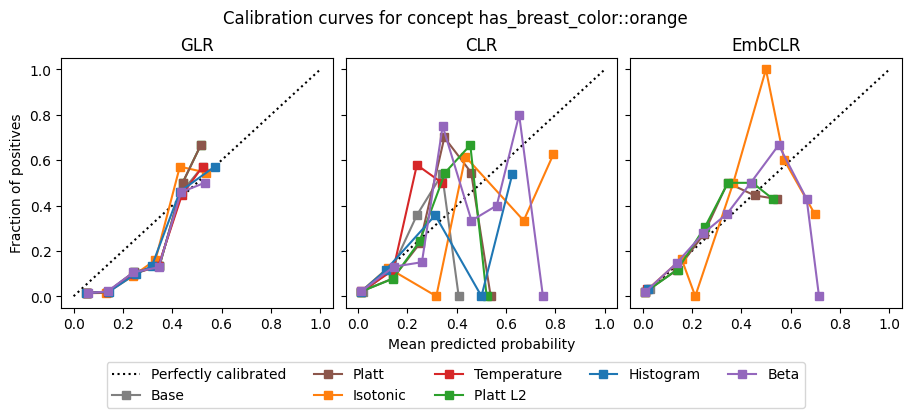 Calibration curves for concept has_breast_color::orange
GLR
CLR
EmbCLR
Fraction of positives
1.0
0.8
0.6
0.4
0.2
0.0
0.0 0.2 0.4 0.6 0.8 1.0
0.0 0.2 0.4 0.6 0.8 1.0
0.0 0.2 0.4 0.6 0.8 1.0
Mean predicted probability
Perfectly calibrated Platt Temperature Histogram Beta
Base Isotonic Platt L2